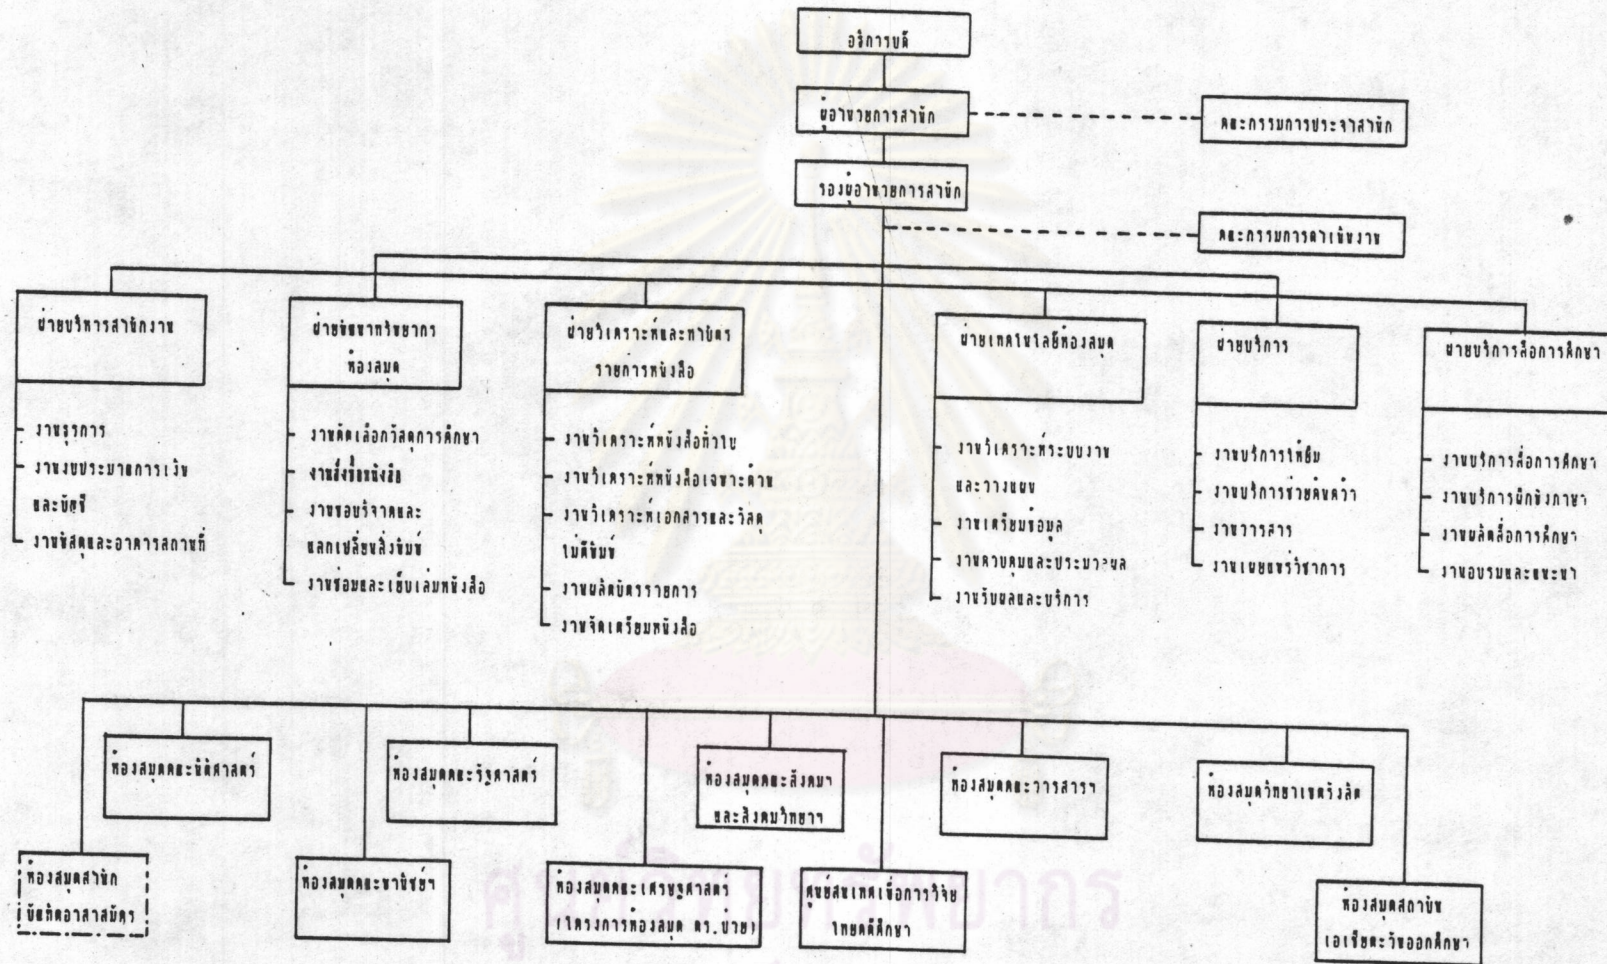 อธิการบดี
ผู้อำนวยการสำนัก
คณะกรรมการประจำสำนัก
รองผู้อำนวยการสำนัก
คณะกรรมการดำเนินงาน
ฝ่ายบริหารสำนักงาน
งานธุรการ
งานงบประมาณการเงิน
และบัญชี
งานพัสดุและอาคารสถานที่
ฝ่ายพัฒนาทรัพยากร
ห้องสมุด
งานคัดเลือกวัสดุการศึกษา
งานสั่งซื้อหนังสือ
งานขอบริจาคและ
แลกเปลี่ยนสิ่งพิมพ์
งานซ่อมและเย็บเล่มหนังสือ
ฝ่ายวิเคราะห์และทำบัตร
รายการหนังสือ
งานวิเคราะห์หนังสือทั่วไป
งานวิเคราะห์หนังสือเฉพาะด้าน
งานวิเคราะห์เอกสารและวัสดุ
ไม่ตีพิมพ์
งานผลิตบัตรรายการ
งานจัดเตรียมหนังสือ
ฝ่ายเทคโนโลยีห้องสมุด
งานวิเคราะห์ระบบงาน
และวางแผน
งานเตรียมข้อมูล
งานควบคุมและประมวลผล
งานรับผลและบริการ
ฝ่ายบริการ
งานบริการให้ยืม
งานบริการช่วยค้นคว้า
งานวารสาร
งานเผยแพร่วิชาการ
ฝ่ายบริการสื่อการศึกษา
งานบริการสื่อการศึกษา
งานบริการฝึกฟังภาษา
งานผลิตสื่อการศึกษา
งานอบรมและแนะนำ
ห้องสมุดคณะนิติศาสตร์
ห้องสมุดคณะรัฐศาสตร์
ห้องสมุดคณะสังคมฯ
และสังคมวิทยาฯ
ห้องสมุดคณะวารสารฯ
ห้องสมุดวิทยาเขตรังสิต
ห้องสมุดสำนัก
บัณฑิตอาสาสมัคร
ห้องสมุดคณะพาณิชย์ฯ
ห้องสมุดคณะเศรษฐศาสตร์
(โครงการห้องสมุด ดร.ป๋วย)
ศูนย์สนเทศเพื่อการวิจัย
ไทยคดีศึกษา
ห้องสมุดสถาบัน
เอเชียตะวันออกศึกษา
ศูนย์วิทยทรัพยากร